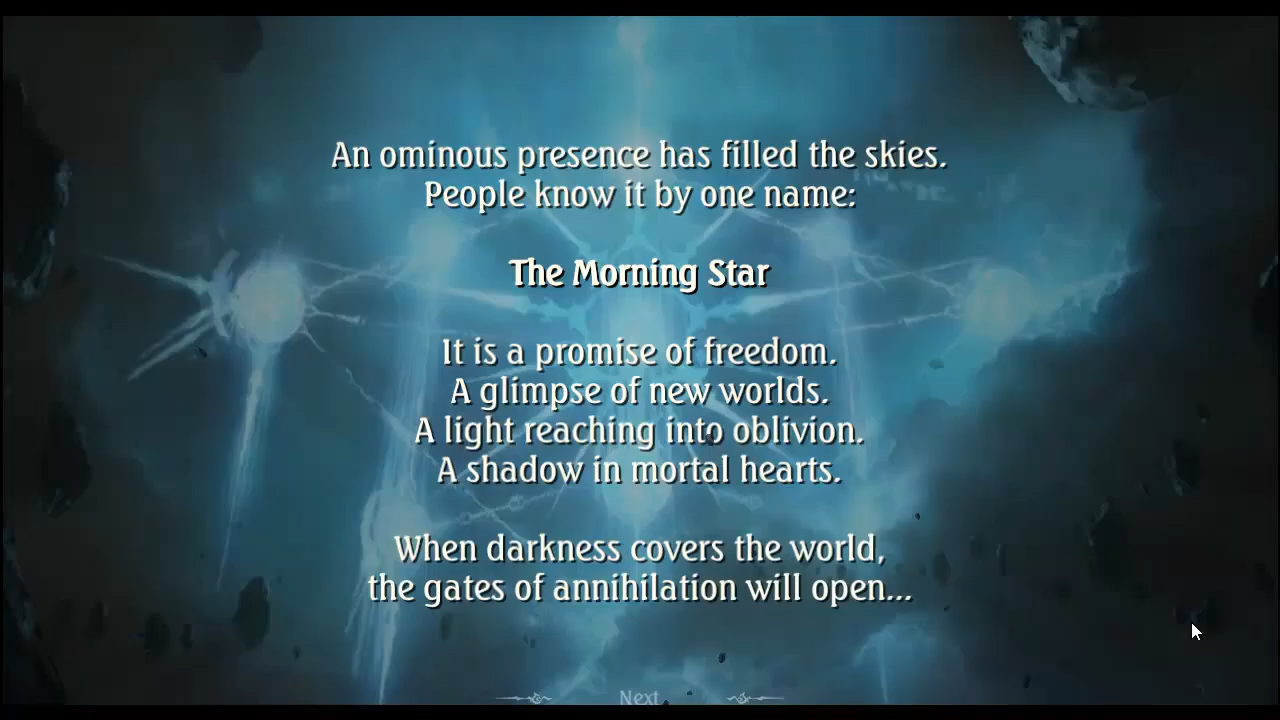 An ominous presence has filled the skies.
People know it by one name:
The Morning Star
It is a promise of freedom.
A glimpse of new worlds.
A light reaching into oblivion.
A shadow in mortal hearts.
When darkness covers the world,
the gates of annihilation will open...
Next